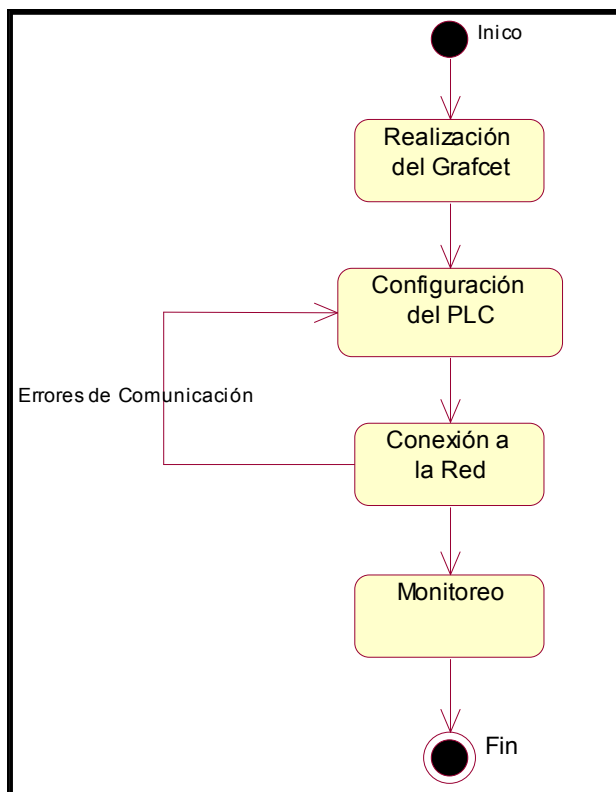 Inico
Realización
del Grafcet
Configuración
del PLC
Errores de Comunicación
Conexión a
la Red
Monitoreo
Fin